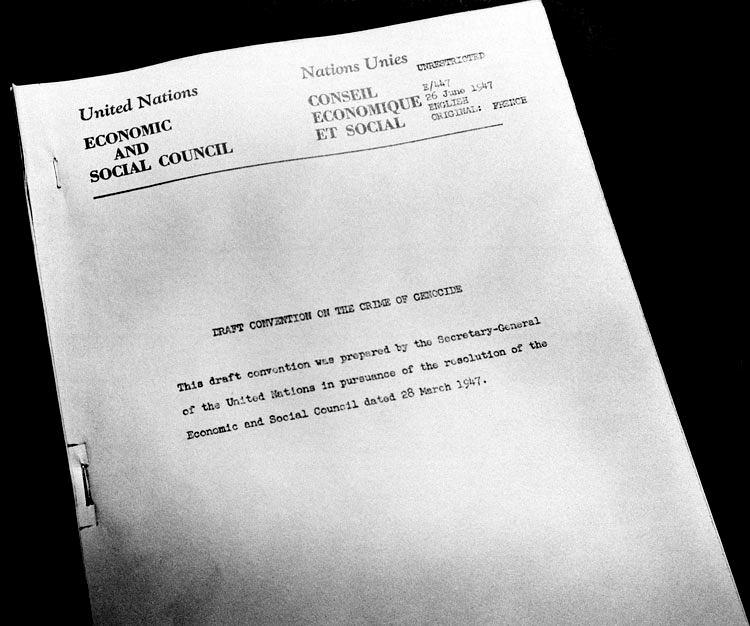 United Nations
ECONOMIC
AND
SOCIAL COUNCIL
Nations Unies
CONSEIL
ECONOMIQUE
ET SOCIAL
UNRESTRICTED
E/447
26 June 1947
ENGLISH
ORIGINAL: FRENCH
DRAFT CONVENTION ON THE CRIME OF GENOCIDE
This draft convention was prepared by the Secretary-General
of the United Nations in pursuance of the resolution of the
Economic and Social Council dated 28 March 1947.